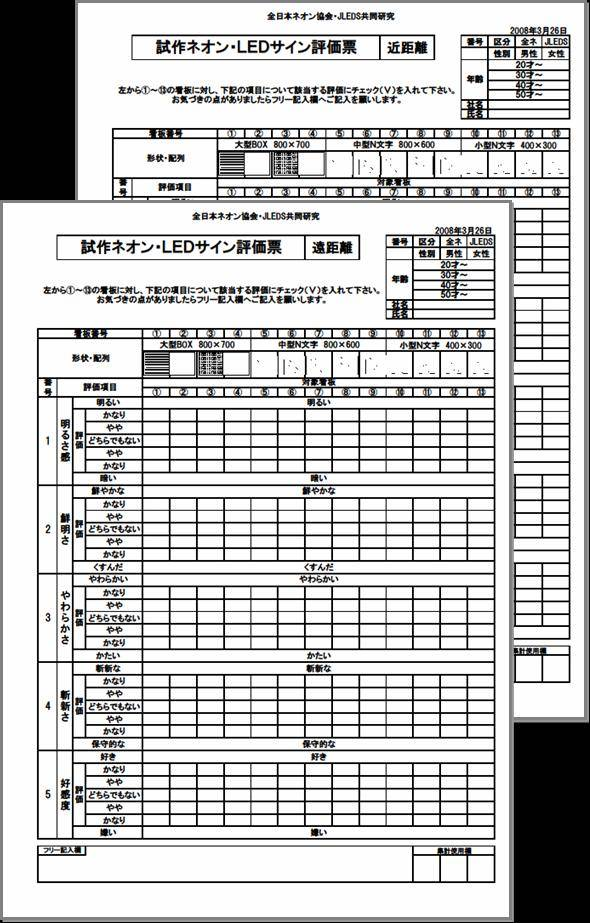 全日本ネオン協会・JLEDS共同研究
2008年3月26日
試作ネオン・LEDサイン評価票 近距離
番号 区分 全ネ JLEDS
性別 男性 女性
年齢 20才～
30才～
40才～
50才～
社名
氏名
左から①～⑬の看板に対し、下記の項目について該当する評価にチェック(V)を入れて下さい。
お気づきの点がありましたらフリー記入欄へご記入を願いします。
看板番号 ① ② ③ ④ ⑤ ⑥ ⑦ ⑧ ⑨ ⑩ ⑪ ⑫ ⑬
形状・配列 大型BOX 800×700 中型N文字 800×600 小型N文字 400×300
番号 評価項目 対象看板
① ② ③ ④ ⑤ ⑥ ⑦ ⑧ ⑨ ⑩ ⑪ ⑫ ⑬
集計使用欄
全日本ネオン協会・JLEDS共同研究
2008年3月26日
試作ネオン・LEDサイン評価票 遠距離
番号 区分 全ネ JLEDS
性別 男性 女性
年齢 20才～
30才～
40才～
50才～
社名
氏名
左から①～⑬の看板に対し、下記の項目について該当する評価にチェック(V)を入れて下さい。
お気づきの点がありましたらフリー記入欄へご記入を願いします。
看板番号 ① ② ③ ④ ⑤ ⑥ ⑦ ⑧ ⑨ ⑩ ⑪ ⑫ ⑬
形状・配列 大型BOX 800×700 中型N文字 800×600 小型N文字 400×300
番号 評価項目 対象看板
① ② ③ ④ ⑤ ⑥ ⑦ ⑧ ⑨ ⑩ ⑪ ⑫ ⑬
1 明るさ感 評価
明るい 明るい
かなり
やや
どちらでもない
やや
かなり
暗い 暗い
2 鮮明さ 評価
鮮やかな 鮮やかな
かなり
やや
どちらでもない
やや
かなり
くすんだ くすんだ
3 やわらかさ 評価
やわらかい やわらかい
かなり
やや
どちらでもない
やや
かなり
かたい かたい
4 斬新さ 評価
斬新な 斬新な
かなり
やや
どちらでもない
やや
かなり
保守的な 保守的な
5 好感度 評価
好き 好き
かなり
やや
どちらでもない
やや
かなり
嫌い 嫌い
フリー記入欄 集計使用欄